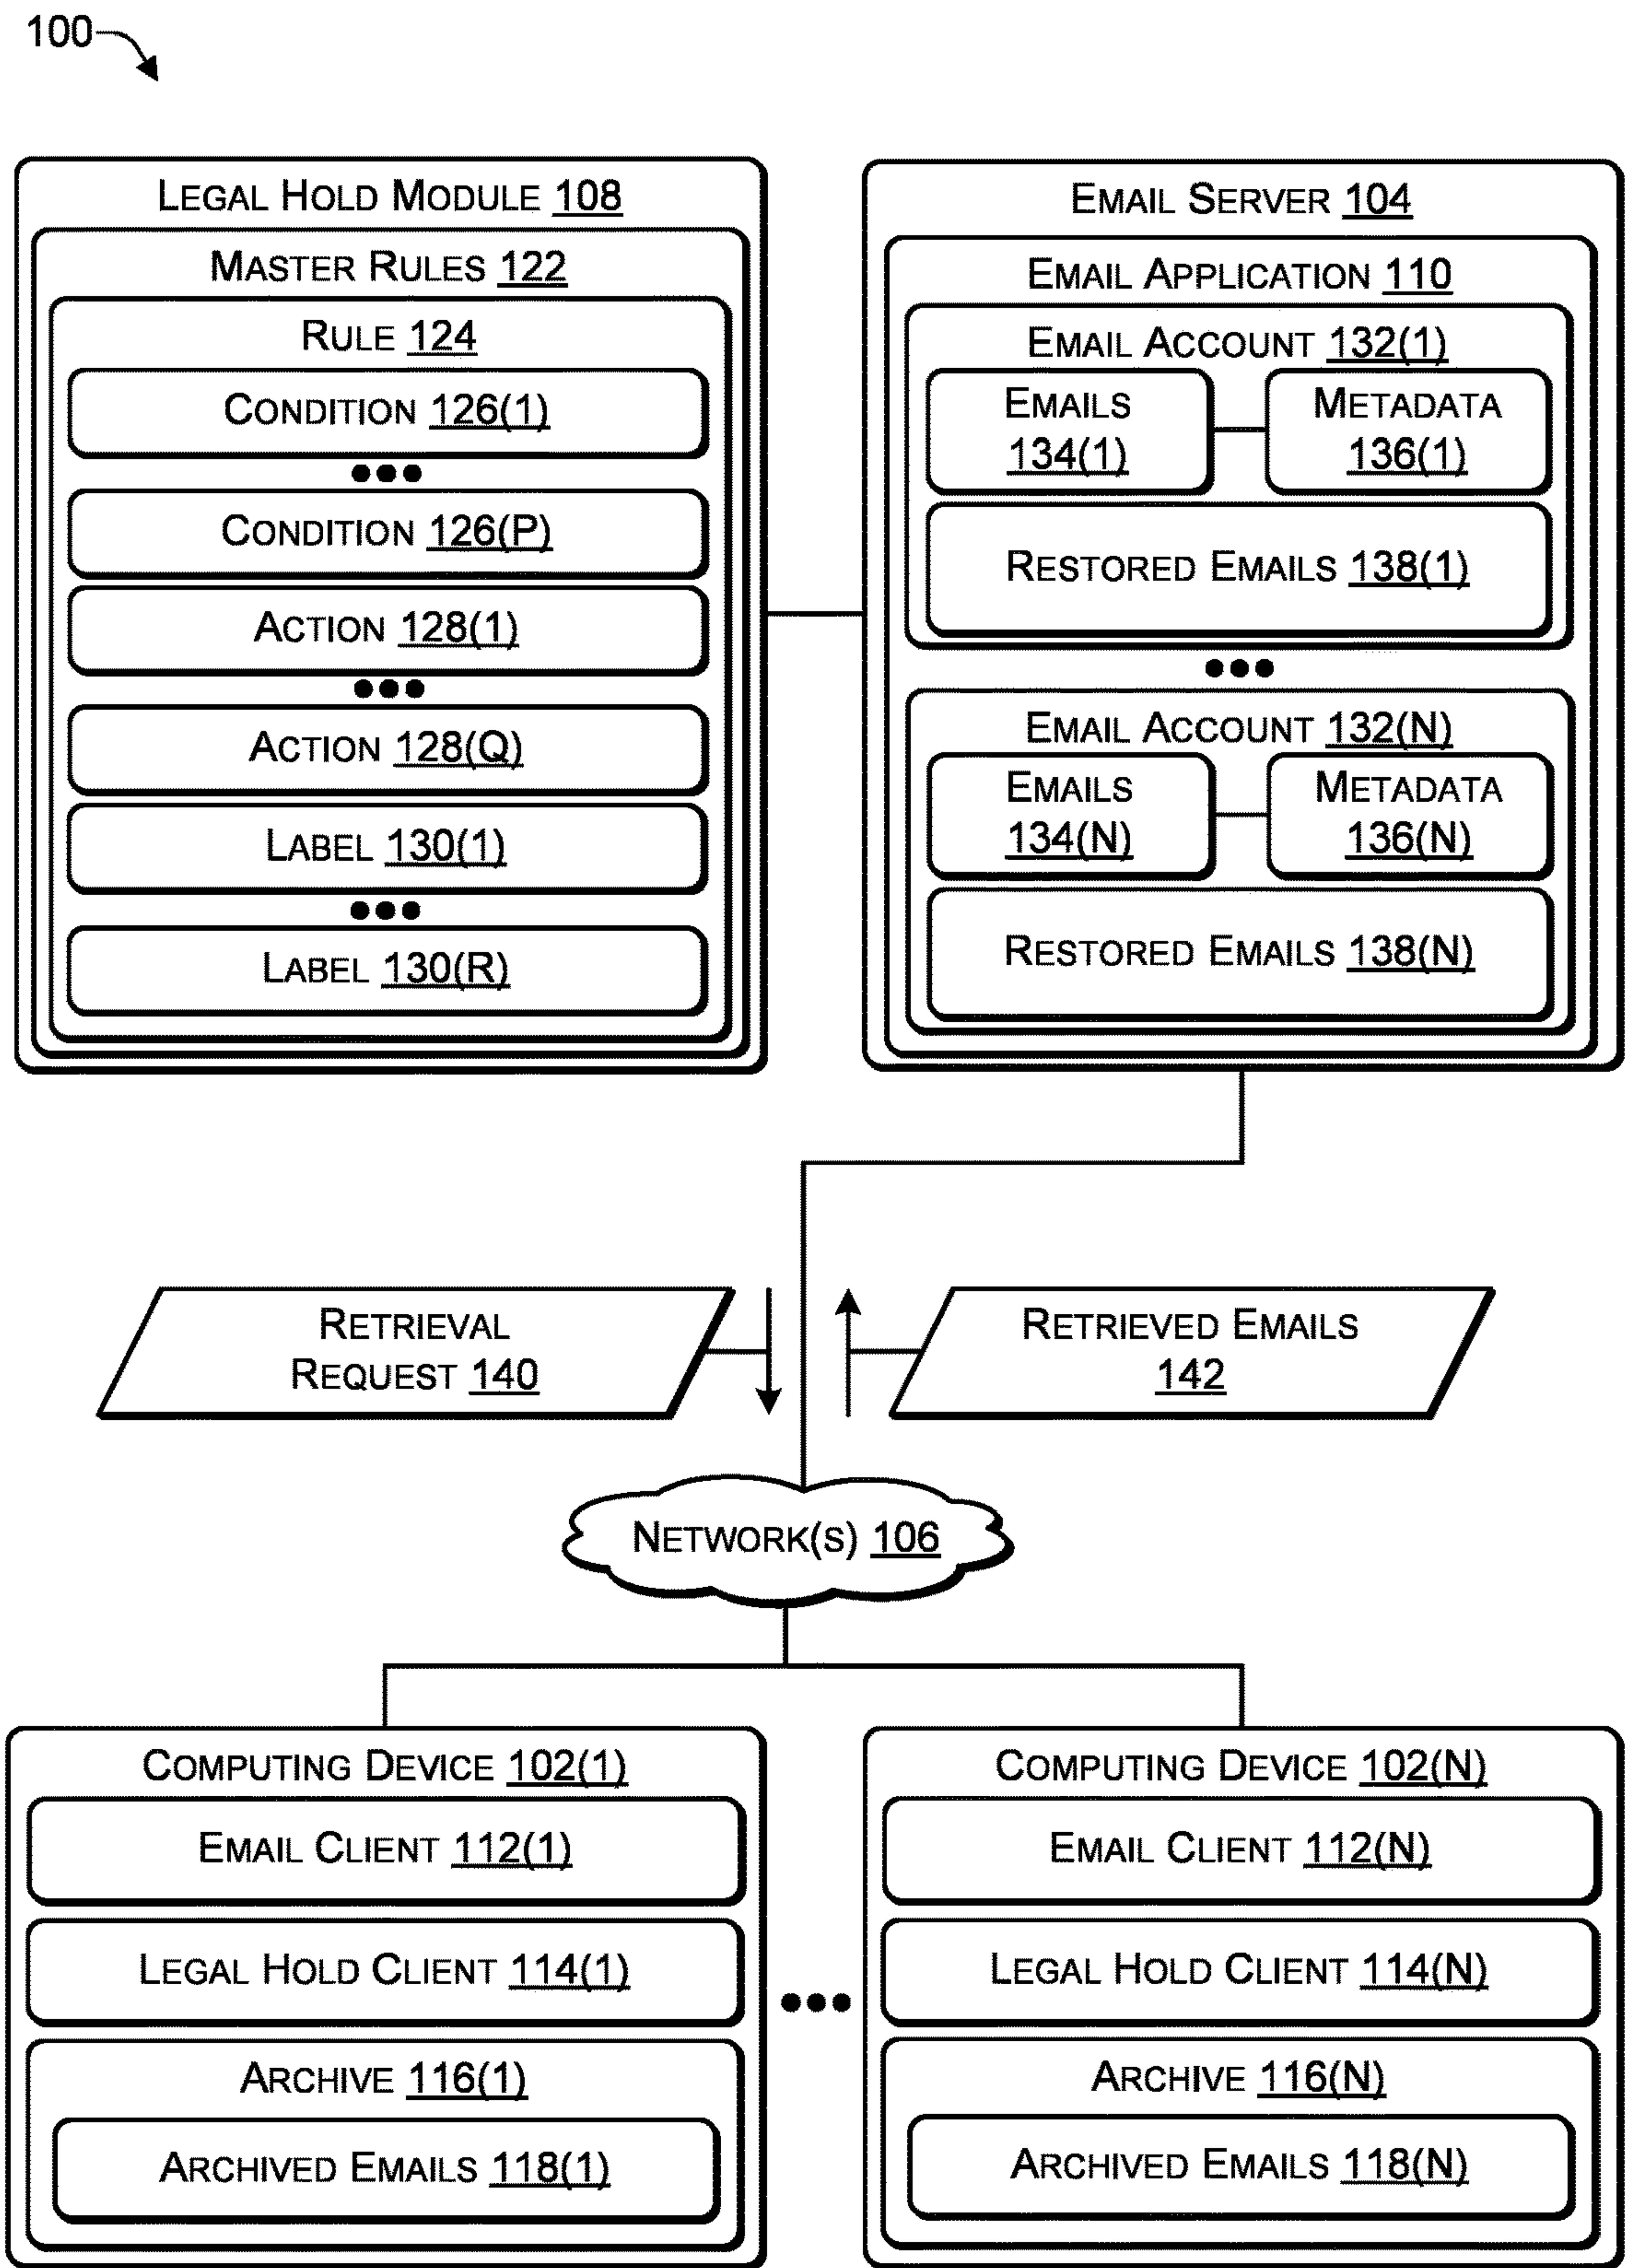 100
LEGAL HOLD MODULE 108
MASTER RULES 122
RULE 124
CONDITION 126(1)
•••
CONDITION 126(P)
ACTION 128(1)
•••
ACTION 128(Q)
LABEL 130(1)
•••
LABEL 130(R)
EMAIL SERVER 104
EMAIL APPLICATION 110
EMAIL ACCOUNT 132(1)
EMAILS
134(1)
METADATA
136(1)
RESTORED EMAILS 138(1)
•••
EMAIL ACCOUNT 132(N)
EMAILS
134(N)
METADATA
136(N)
RESTORED EMAILS 138(N)
RETRIEVAL
REQUEST 140
RETRIEVED EMAILS
142
NETWORK(S) 106
COMPUTING DEVICE 102(1)
EMAIL CLIENT 112(1)
LEGAL HOLD CLIENT 114(1)
ARCHIVE 116(1)
ARCHIVED EMAILS 118(1)
•••
COMPUTING DEVICE 102(N)
EMAIL CLIENT 112(N)
LEGAL HOLD CLIENT 114(N)
ARCHIVE 116(N)
ARCHIVED EMAILS 118(N)